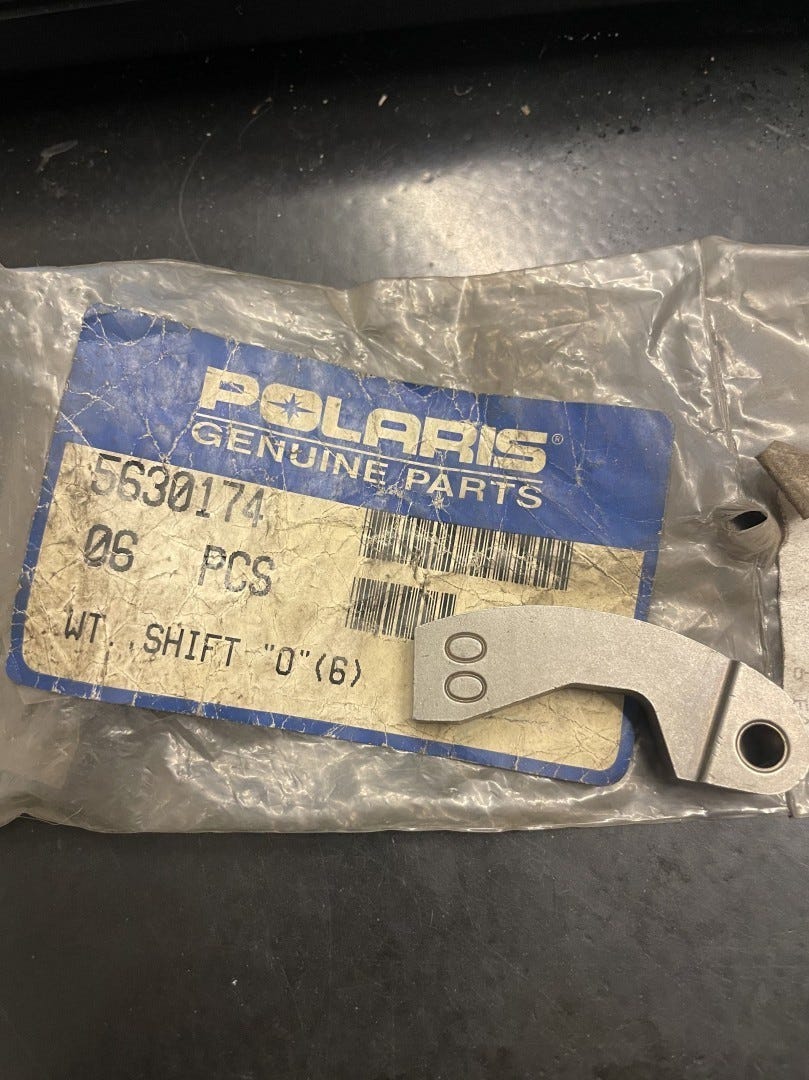 POLARIS®
GENUINE PARTS
5630174
06 PCS
WT. SHIFT "O"(6)
OO